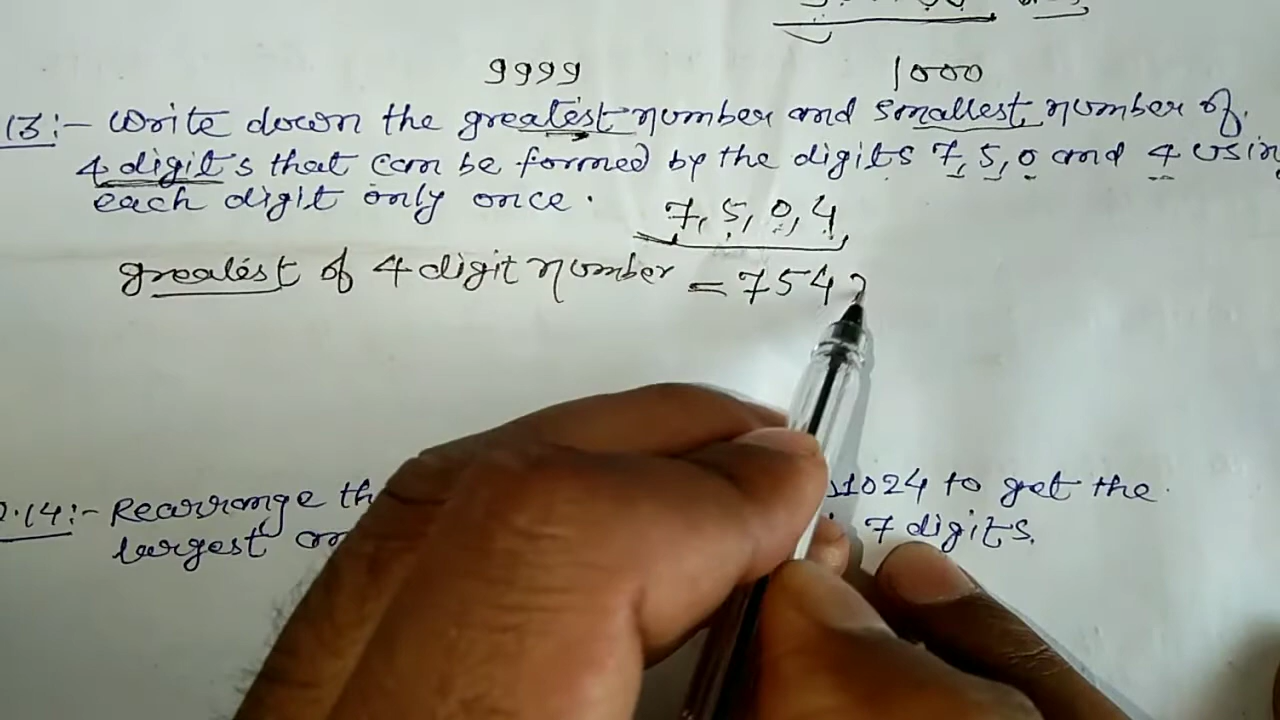 9999 1000
13:- Write down the greatest number and smallest number of
4 digits that can be formed by the digits 7, 5, 0 and 4
each digit only once.
7, 5, 0, 4
greatest of 4 digit number = 754
.14:- Rearrange 1024 to get the
largest 7 digits.